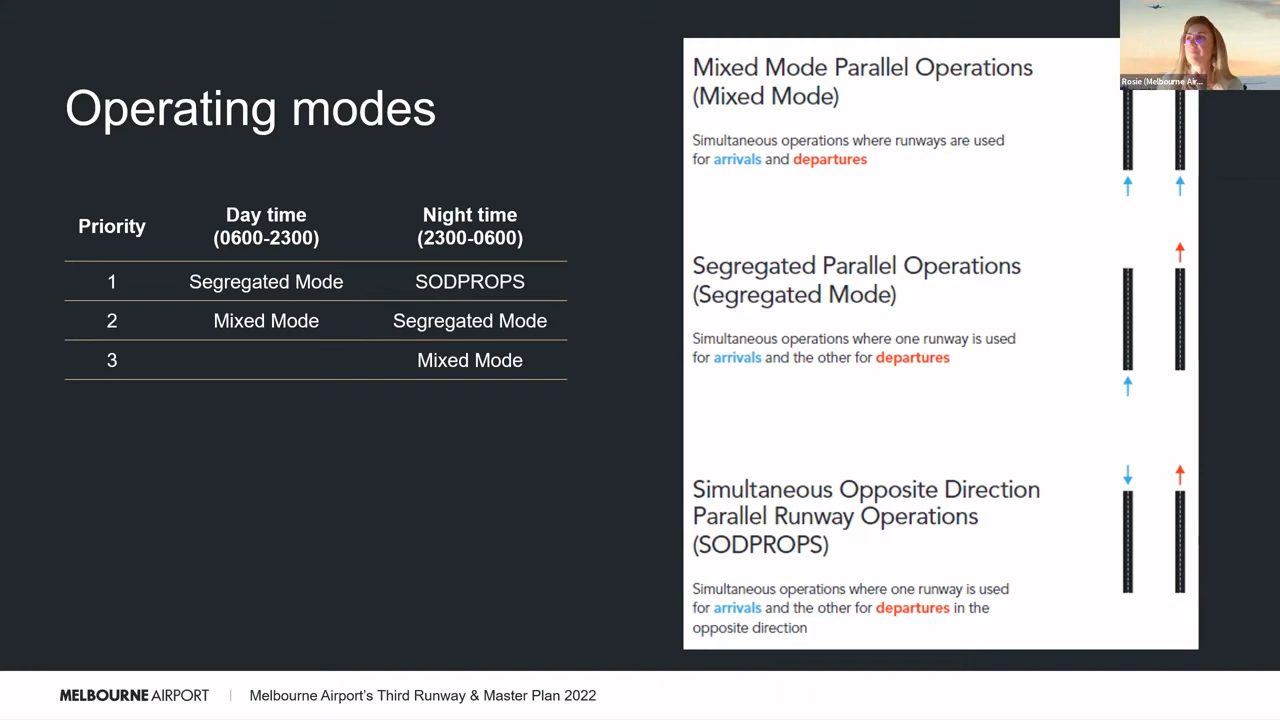 Operating modes
Priority
Day time
(0600-2300)
Night time
(2300-0600)
1 Segregated Mode SODPROPS
2 Mixed Mode Segregated Mode
3 Mixed Mode
Mixed Mode Parallel Operations
(Mixed Mode)
Simultaneous operations where runways are used
for arrivals and departures
Segregated Parallel Operations
(Segregated Mode)
Simultaneous operations where one runway is used
for arrivals and the other for departures
Simultaneous Opposite Direction
Parallel Runway Operations
(SODPROPS)
Simultaneous operations where one runway is used
for arrivals and the other for departures in the
opposite direction
Rosie (Melbourne Air...
MELBOURNE AIRPORT | Melbourne Airport's Third Runway & Master Plan 2022